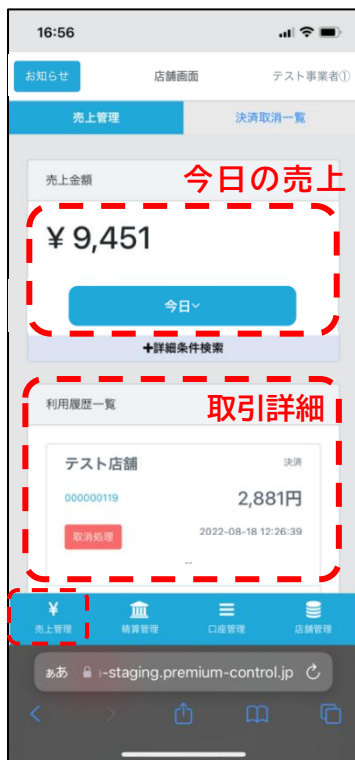 16:56
お知らせ 店舗画面 テスト事業者①
売上管理 決済取消一覧
売上金額 今日の売上
¥ 9,451
今日
+詳細条件検索
利用履歴一覧 取引詳細
テスト店舗 決済
000000119 2,881円
取消処理 2022-08-18 12:26:39
¥
売上管理 精算管理 口座管理 店舗管理
ああ -staging.premium-control.jp